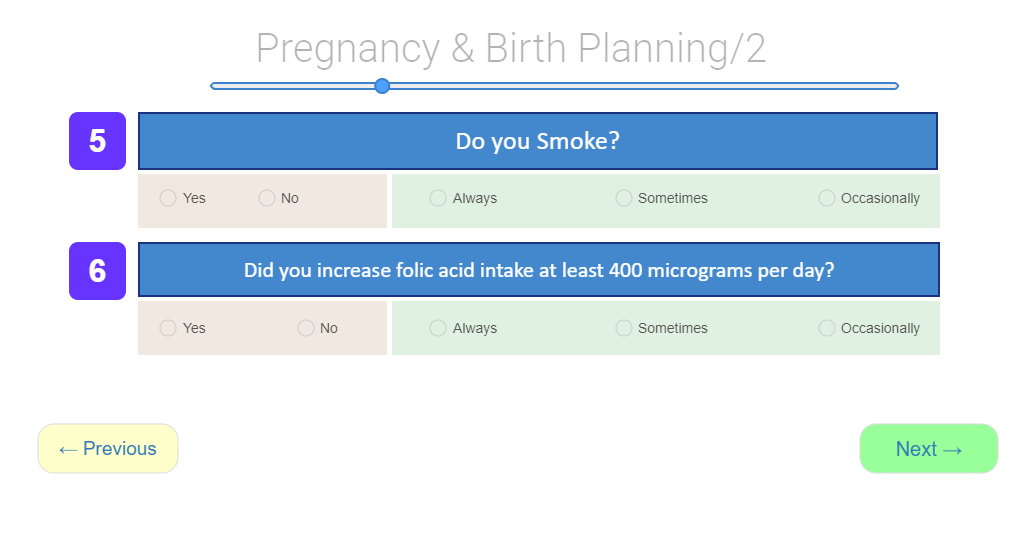 Pregnancy & Birth Planning/2
5
Do you Smoke?
Yes No Always Sometimes Occasionally
6
Did you increase folic acid intake at least 400 micrograms per day?
Yes No Always Sometimes Occasionally
← Previous
Next →